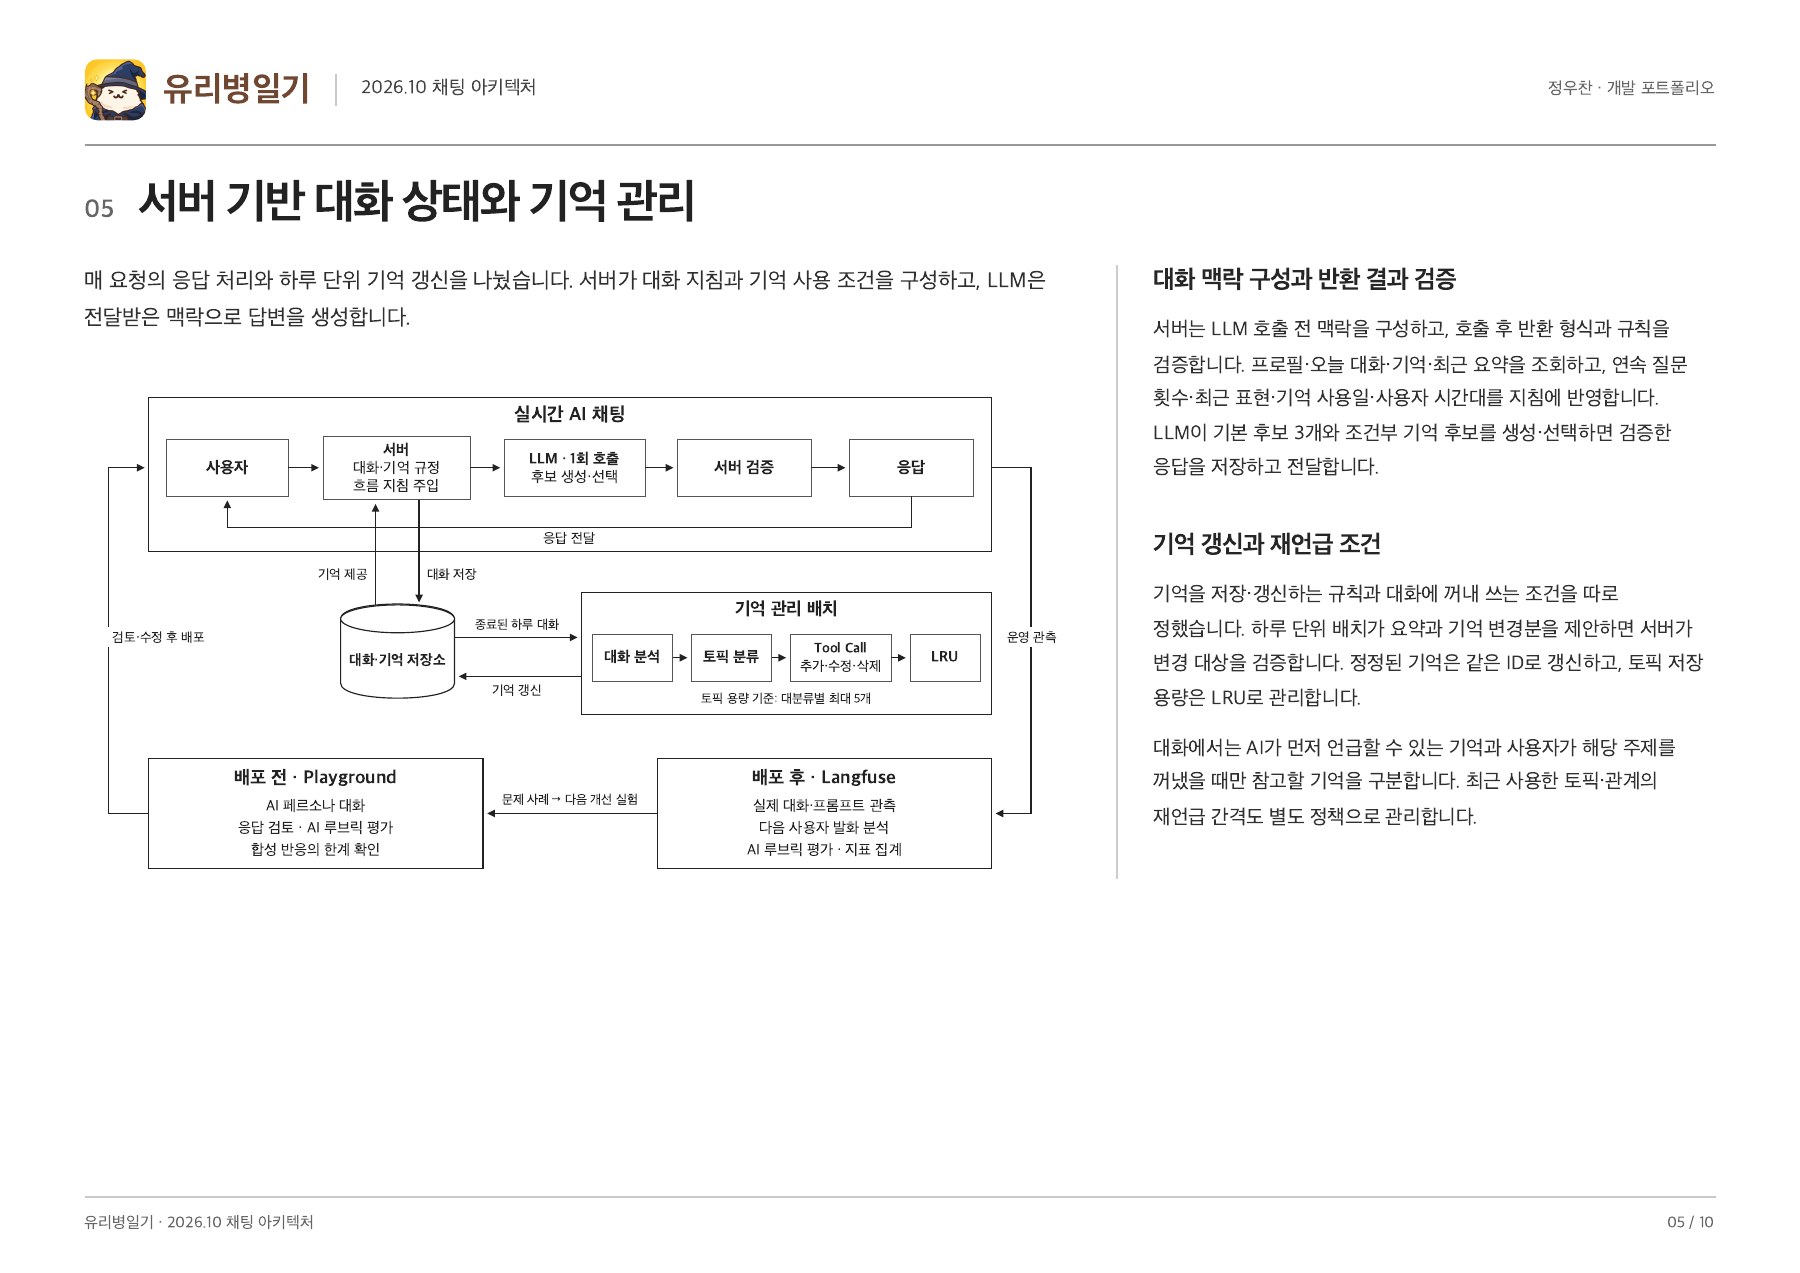 유리병일기
2026.10 채팅 아키텍처
정우찬 · 개발 포트폴리오
05 서버 기반 대화 상태와 기억 관리
매 요청의 응답 처리와 하루 단위 기억 갱신을 나눴습니다. 서버가 대화 지침과 기억 사용 조건을 구성하고, LLM은
전달받은 맥락으로 답변을 생성합니다.
실시간 AI 채팅
사용자
서버
대화·기억 규정
흐름 지침 주입
LLM · 1회 호출
후보 생성·선택
서버 검증
응답
응답 전달
기억 제공
대화 저장
검토·수정 후 배포
대화·기억 저장소
종료된 하루 대화
기억 갱신
기억 관리 배치
대화 분석
토픽 분류
Tool Call
추가·수정·삭제
LRU
토픽 용량 기준: 대분류별 최대 5개
운영 관측
배포 전 · Playground
AI 페르소나 대화
응답 검토 · AI 루브릭 평가
합성 반응의 한계 확인
문제 사례 → 다음 개선 실험
배포 후 · Langfuse
실제 대화·프롬프트 관측
다음 사용자 발화 분석
AI 루브릭 평가 · 지표 집계
대화 맥락 구성과 반환 결과 검증
서버는 LLM 호출 전 맥락을 구성하고, 호출 후 반환 형식과 규칙을
검증합니다. 프로필·오늘 대화·기억·최근 요약을 조회하고, 연속 질문
횟수·최근 표현·기억 사용일·사용자 시간대를 지침에 반영합니다.
LLM이 기본 후보 3개와 조건부 기억 후보를 생성·선택하면 검증한
응답을 저장하고 전달합니다.
기억 갱신과 재언급 조건
기억을 저장·갱신하는 규칙과 대화에 꺼내 쓰는 조건을 따로
정했습니다. 하루 단위 배치가 요약과 기억 변경분을 제안하면 서버가
변경 대상을 검증합니다. 정정된 기억은 같은 ID로 갱신하고, 토픽 저장
용량은 LRU로 관리합니다.
대화에서는 AI가 먼저 언급할 수 있는 기억과 사용자가 해당 주제를
꺼냈을 때만 참고할 기억을 구분합니다. 최근 사용한 토픽·관계의
재언급 간격도 별도 정책으로 관리합니다.
유리병일기 · 2026.10 채팅 아키텍처
05 / 10